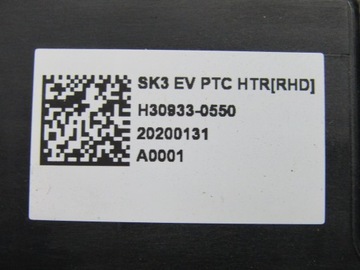 SK3 EV PTC HTR[RHD]
H30933-0550
20200131
A0001